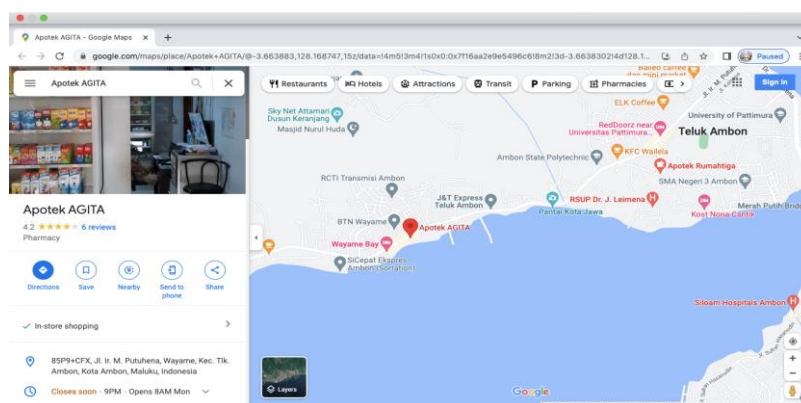 Apotek AGITA - Google Maps
google.com/maps/place/Apotek+AGITA/@-3.663883,128.168747,15z/data=!4m5!3m4!1s0x0:0x7f16aa2e9e5496c6!8m2!3d-3.6638302!4d128.1...
Paused
Apotek AGITA
Restaurants
Hotels
Attractions
Transit
Parking
Pharmacies
Sign in
Apotek AGITA
4.2 6 reviews
Pharmacy
Directions
Save
Nearby
Send to
phone
Share
In-store shopping
85P9+CFX, Jl. Ir. M. Putuhena, Wayame, Kec. Tlk.
Ambon, Kota Ambon, Maluku, Indonesia
Closes soon · 9PM · Opens 8AM Mon
ELK Coffee
Sky Net Attamari
Dusun Keranjang
Masjid Nurul Huda
RedDoorz near
Universitas Pattimura...
University of Pattimura
Teluk Ambon
KFC Wailela
Ambon State Polytechnic
Apotek Rumahtiga
RCTI Transmisi Ambon
SMA Negeri 3 Ambon
J&T Express
Teluk Ambon
RSUP Dr. J. Leimena
Pantai Kota Jawa
Kost Nona Cantik
Merah Putih Bridg
BTN Wayame
Apotek AGITA
Wayame Bay
SiCepat Ekspres
Ambon (Sortation)
Siloam Hospitals Ambon
Layers
Google